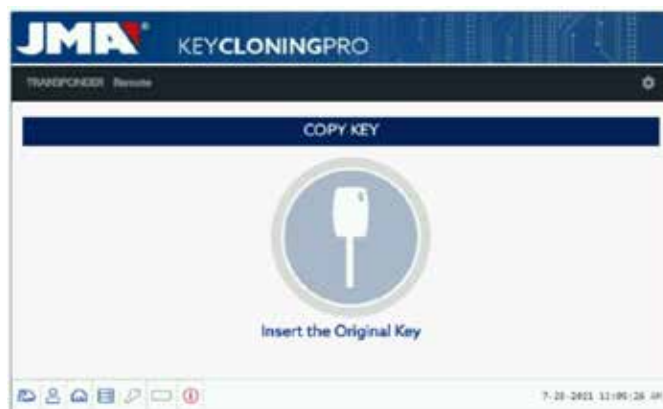 JMA KEYCLONINGPRO
TRANSPONDER Remote
COPY KEY
Insert the Original Key